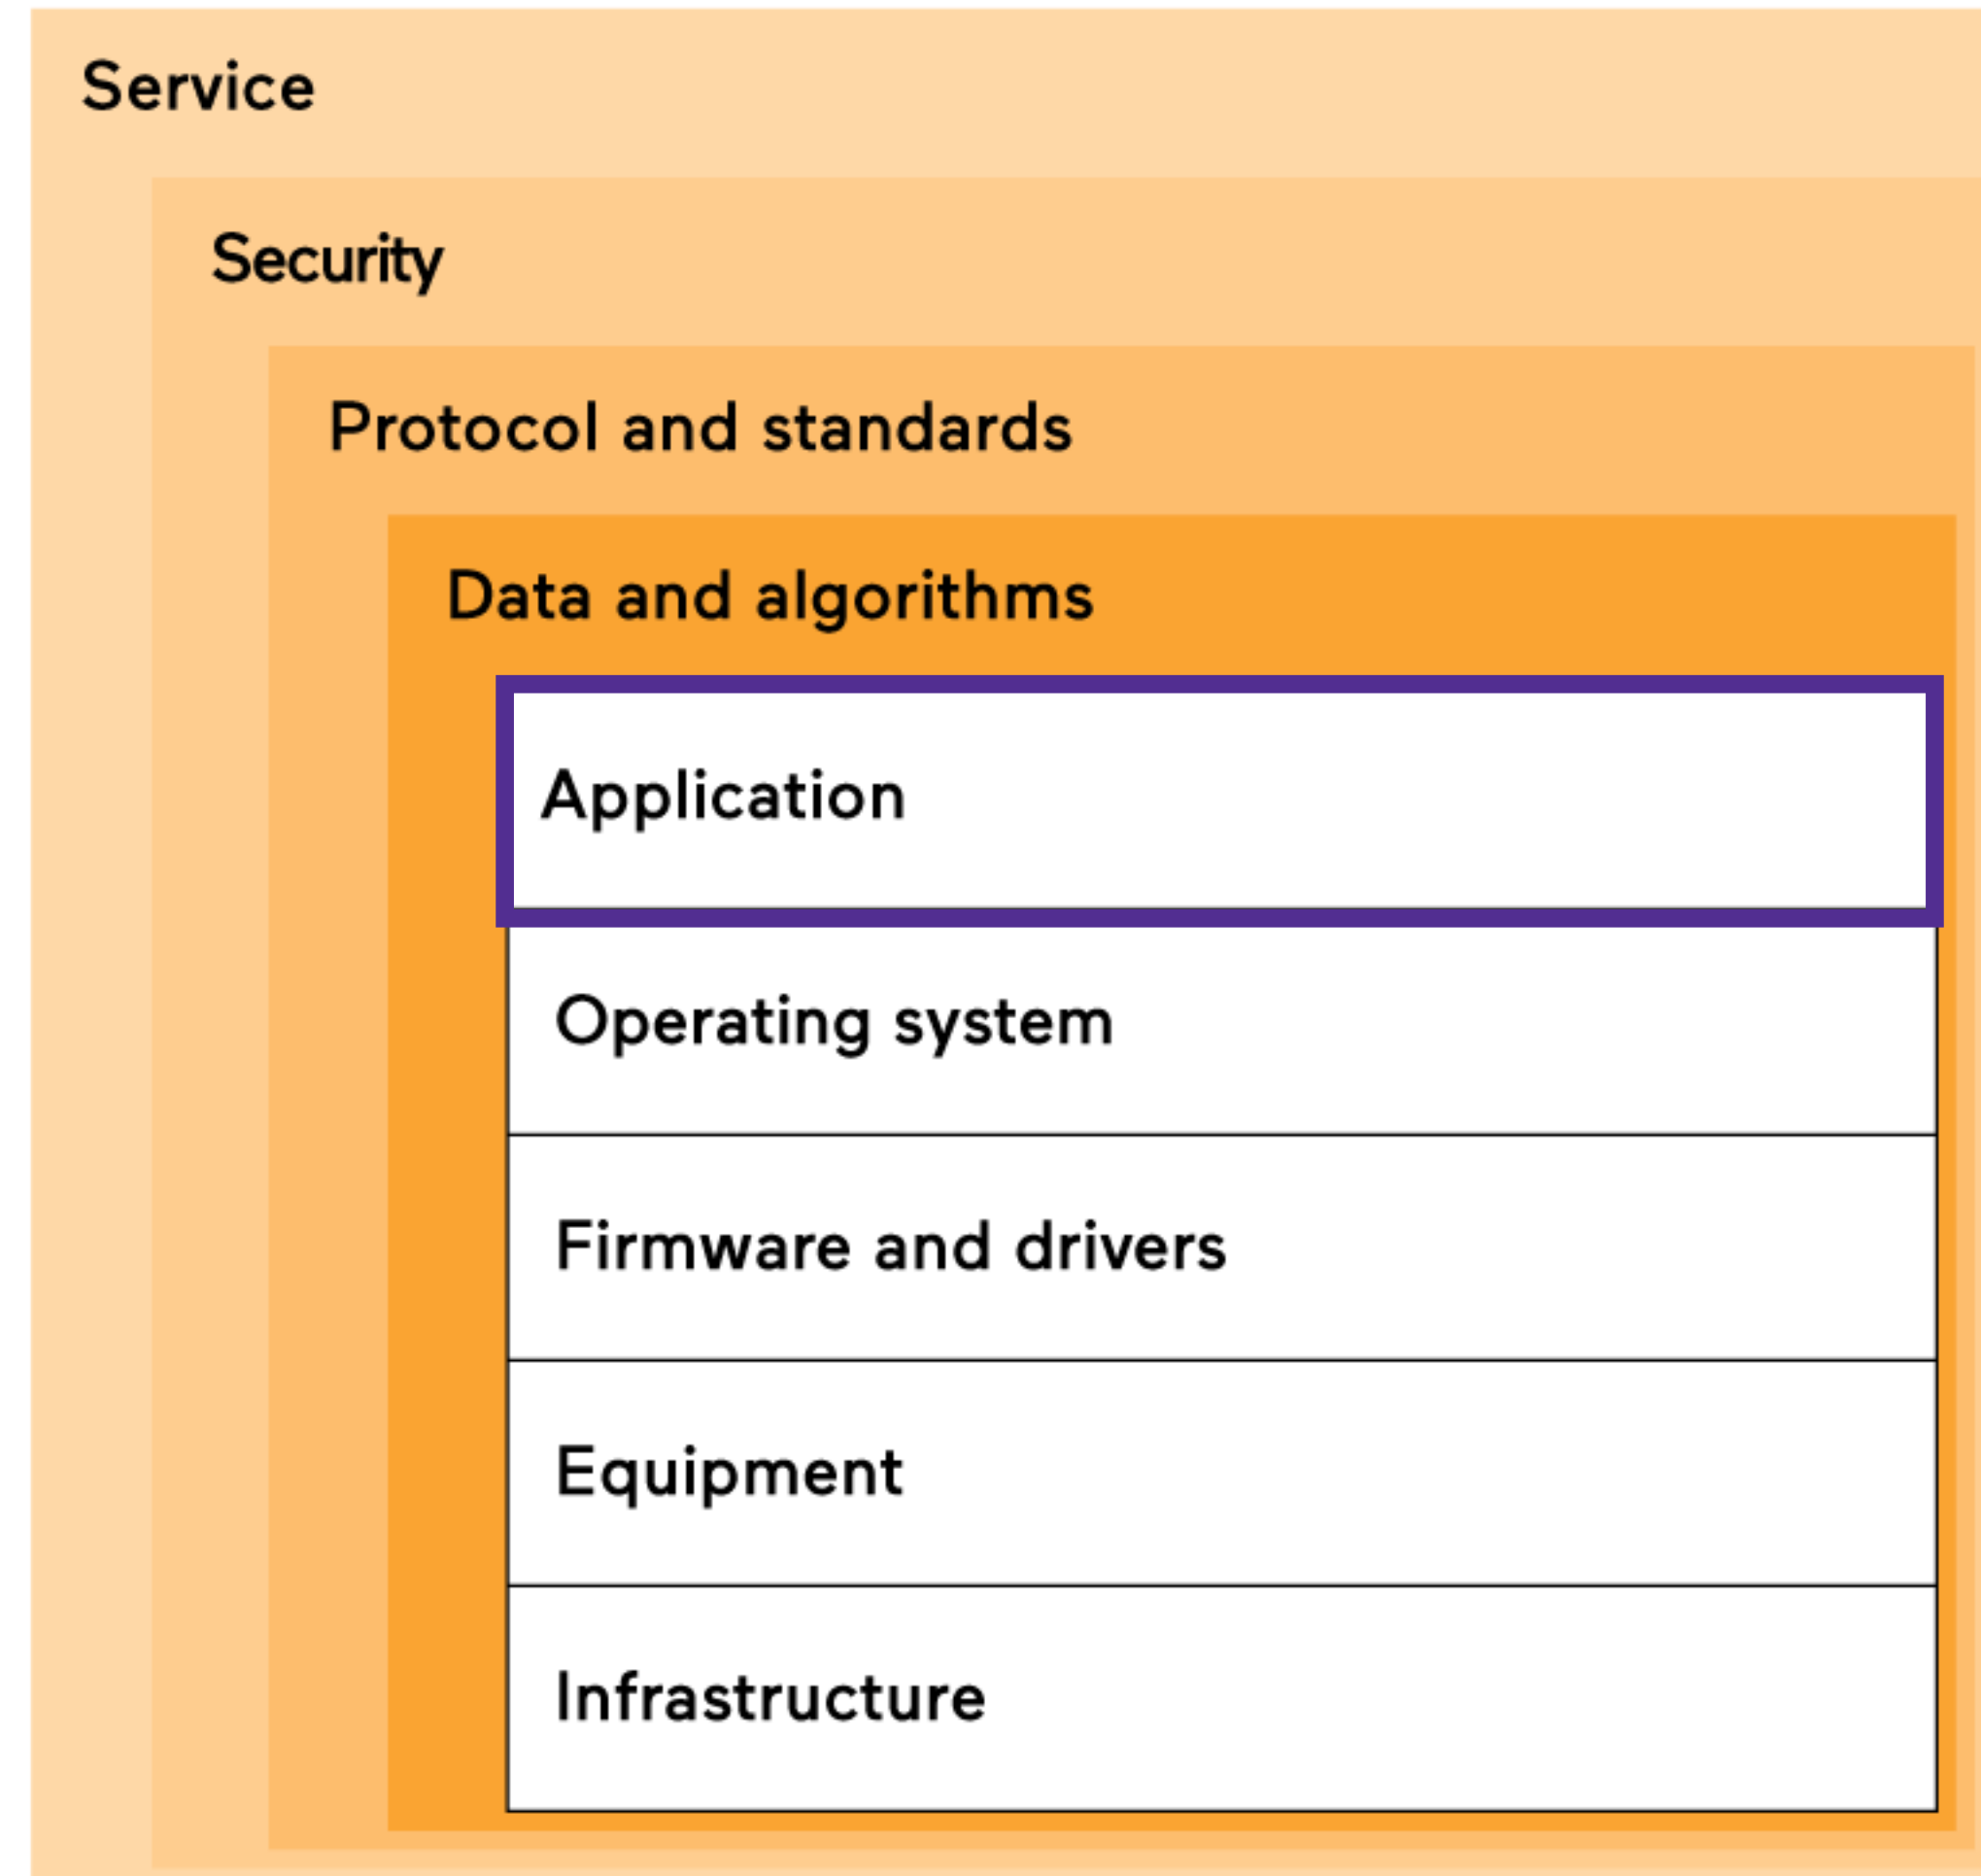 Service
Security
Protocol and standards
Data and algorithms
Application
Operating system
Firmware and drivers
Equipment
Infrastructure